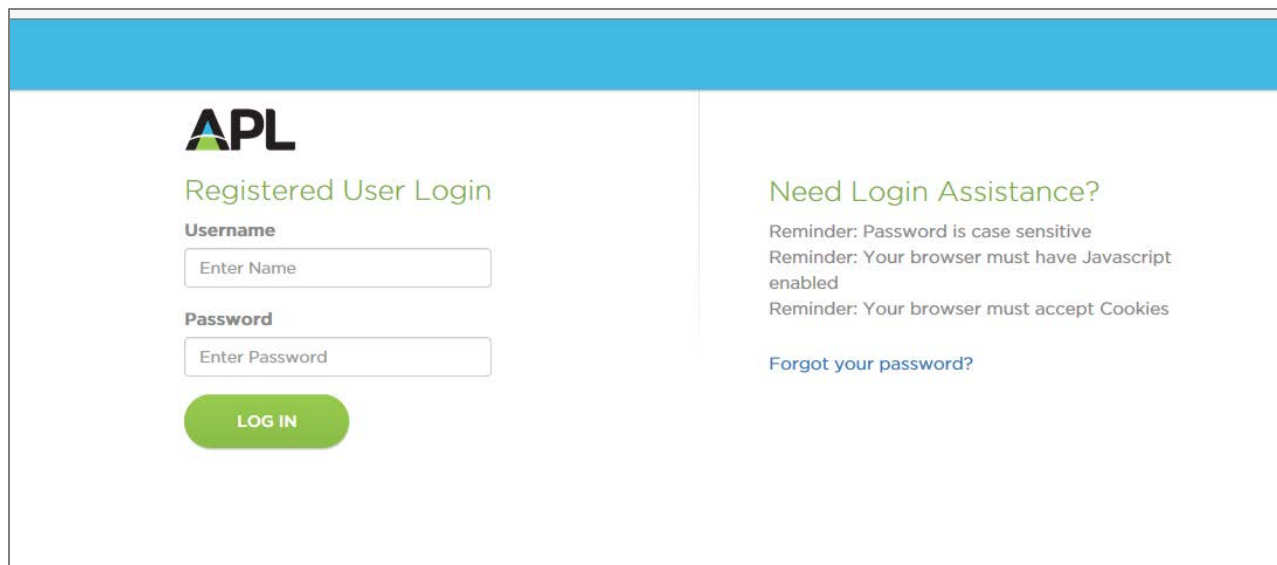 APL
Registered User Login
Username
Enter Name
Password
Enter Password
LOG IN
Need Login Assistance?
Reminder: Password is case sensitive
Reminder: Your browser must have Javascript
enabled
Reminder: Your browser must accept Cookies
Forgot your password?